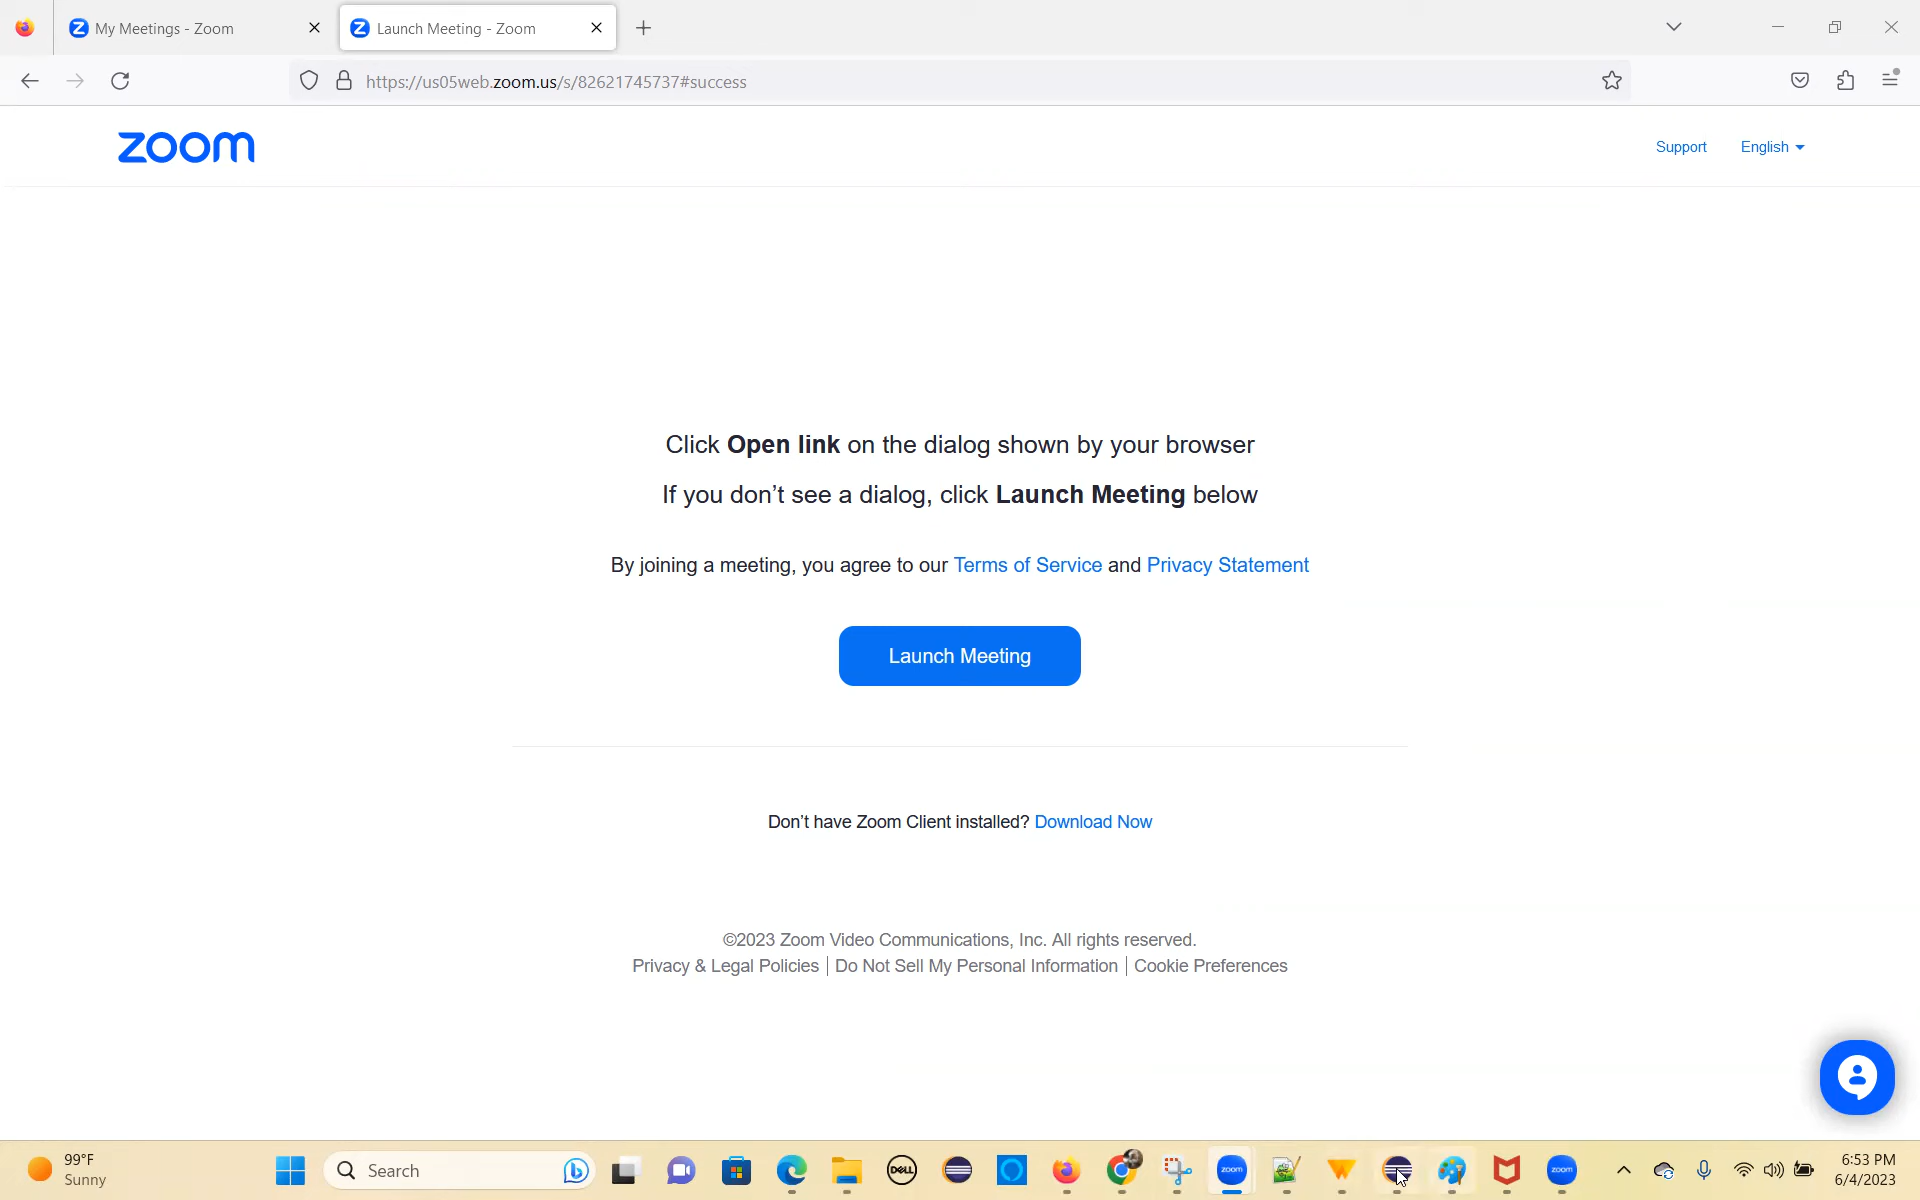 My Meetings - Zoom
Launch Meeting - Zoom
https://us05web.zoom.us/s/82621745737#success
zoom
Support
English
Click Open link on the dialog shown by your browser
If you don't see a dialog, click Launch Meeting below
By joining a meeting, you agree to our Terms of Service and Privacy Statement
Launch Meeting
Don't have Zoom Client installed? Download Now
©2023 Zoom Video Communications, Inc. All rights reserved.
Privacy & Legal Policies | Do Not Sell My Personal Information | Cookie Preferences
99°F
Sunny
Search
DELL
zoom
zoom
6:53 PM
6/4/2023